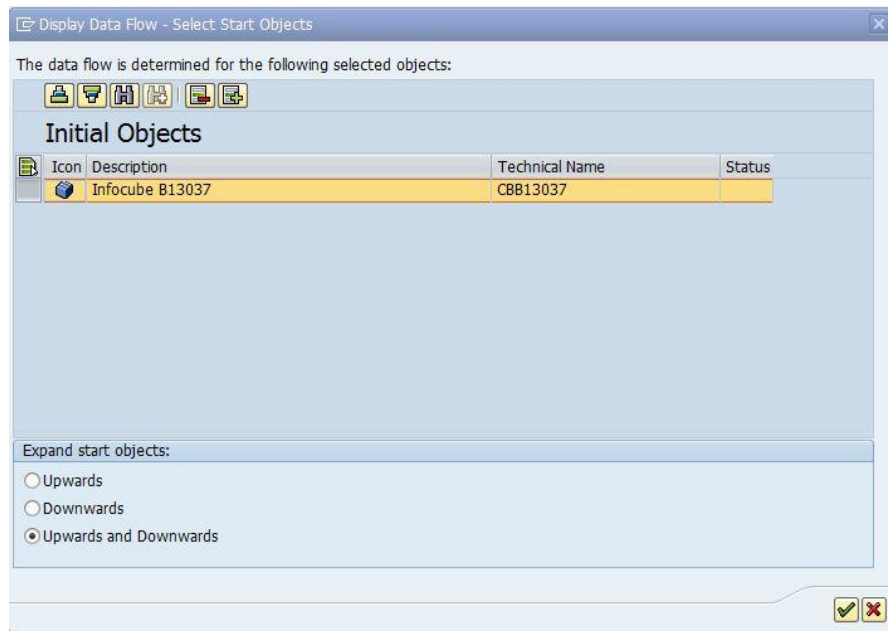 Display Data Flow - Select Start Objects
The data flow is determined for the following selected objects:
Initial Objects
Icon Description Technical Name Status
Infocube B13037 CBB13037
Expand start objects:
Upwards
Downwards
Upwards and Downwards